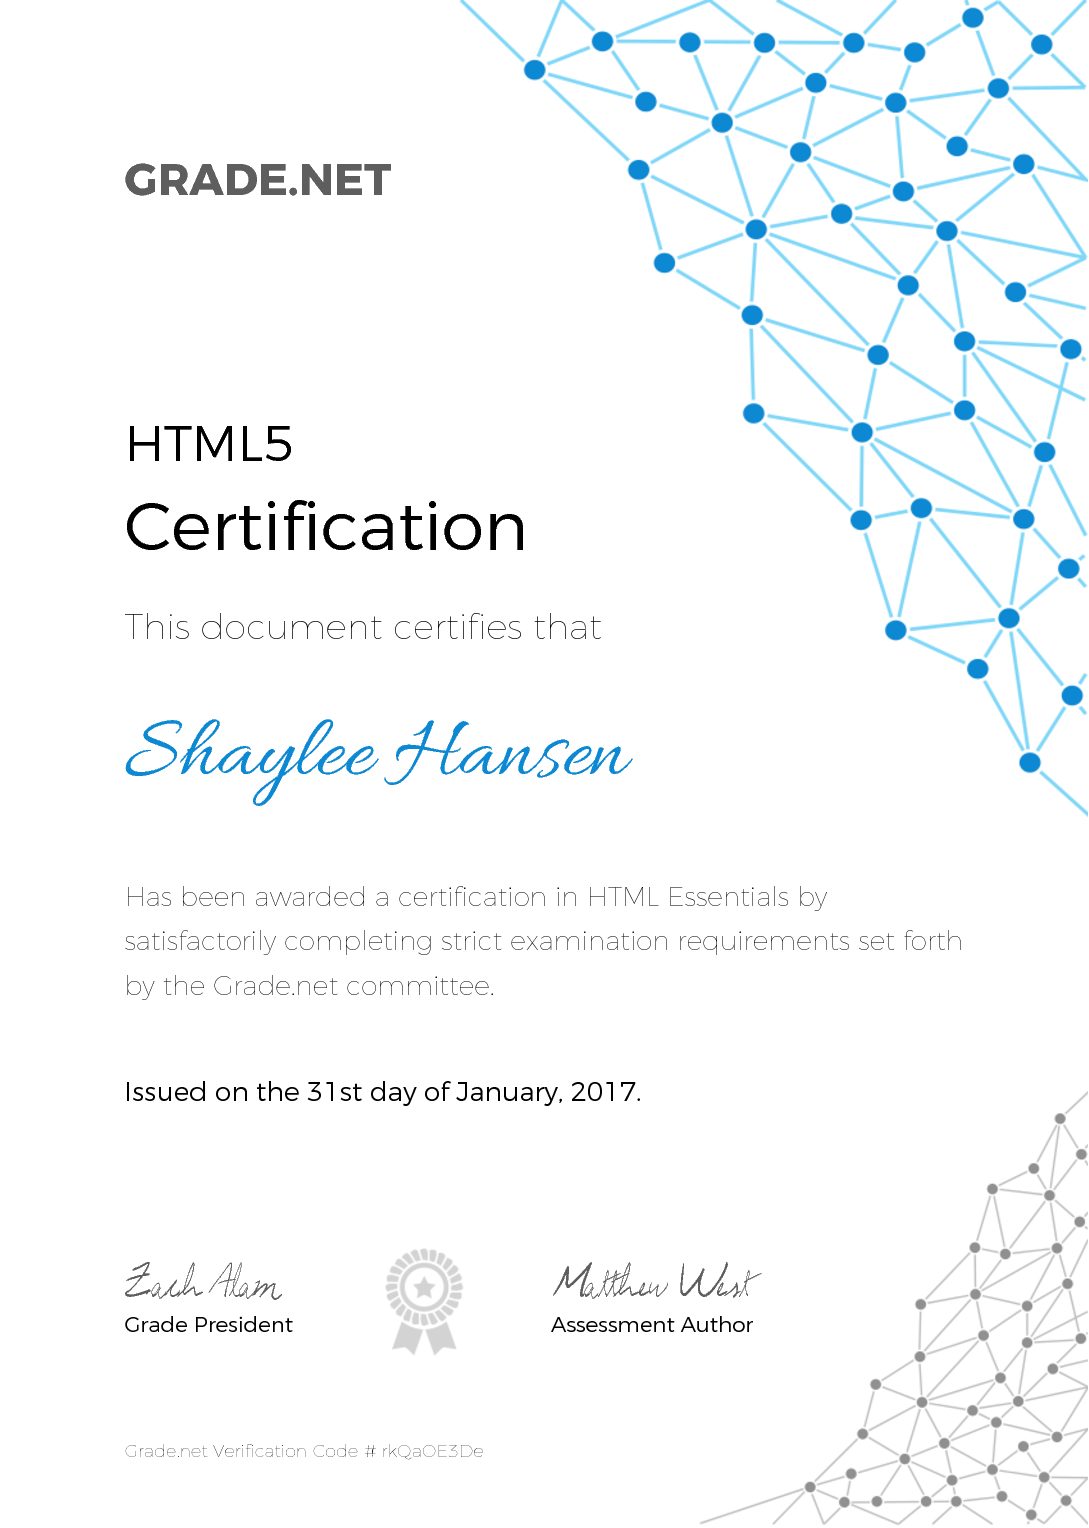 GRADE.NET
HTML5
Certification
This document certifies that
Shaylee Hansen
Has been awarded a certification in HTML Essentials by
satisfactorily completing strict examination requirements set forth
by the Grade.net committee.
Issued on the 31st day of January, 2017.
Zach Alam
Matthew West
Grade President
Assessment Author
Grade.net Verification Code # rkQaOE3De